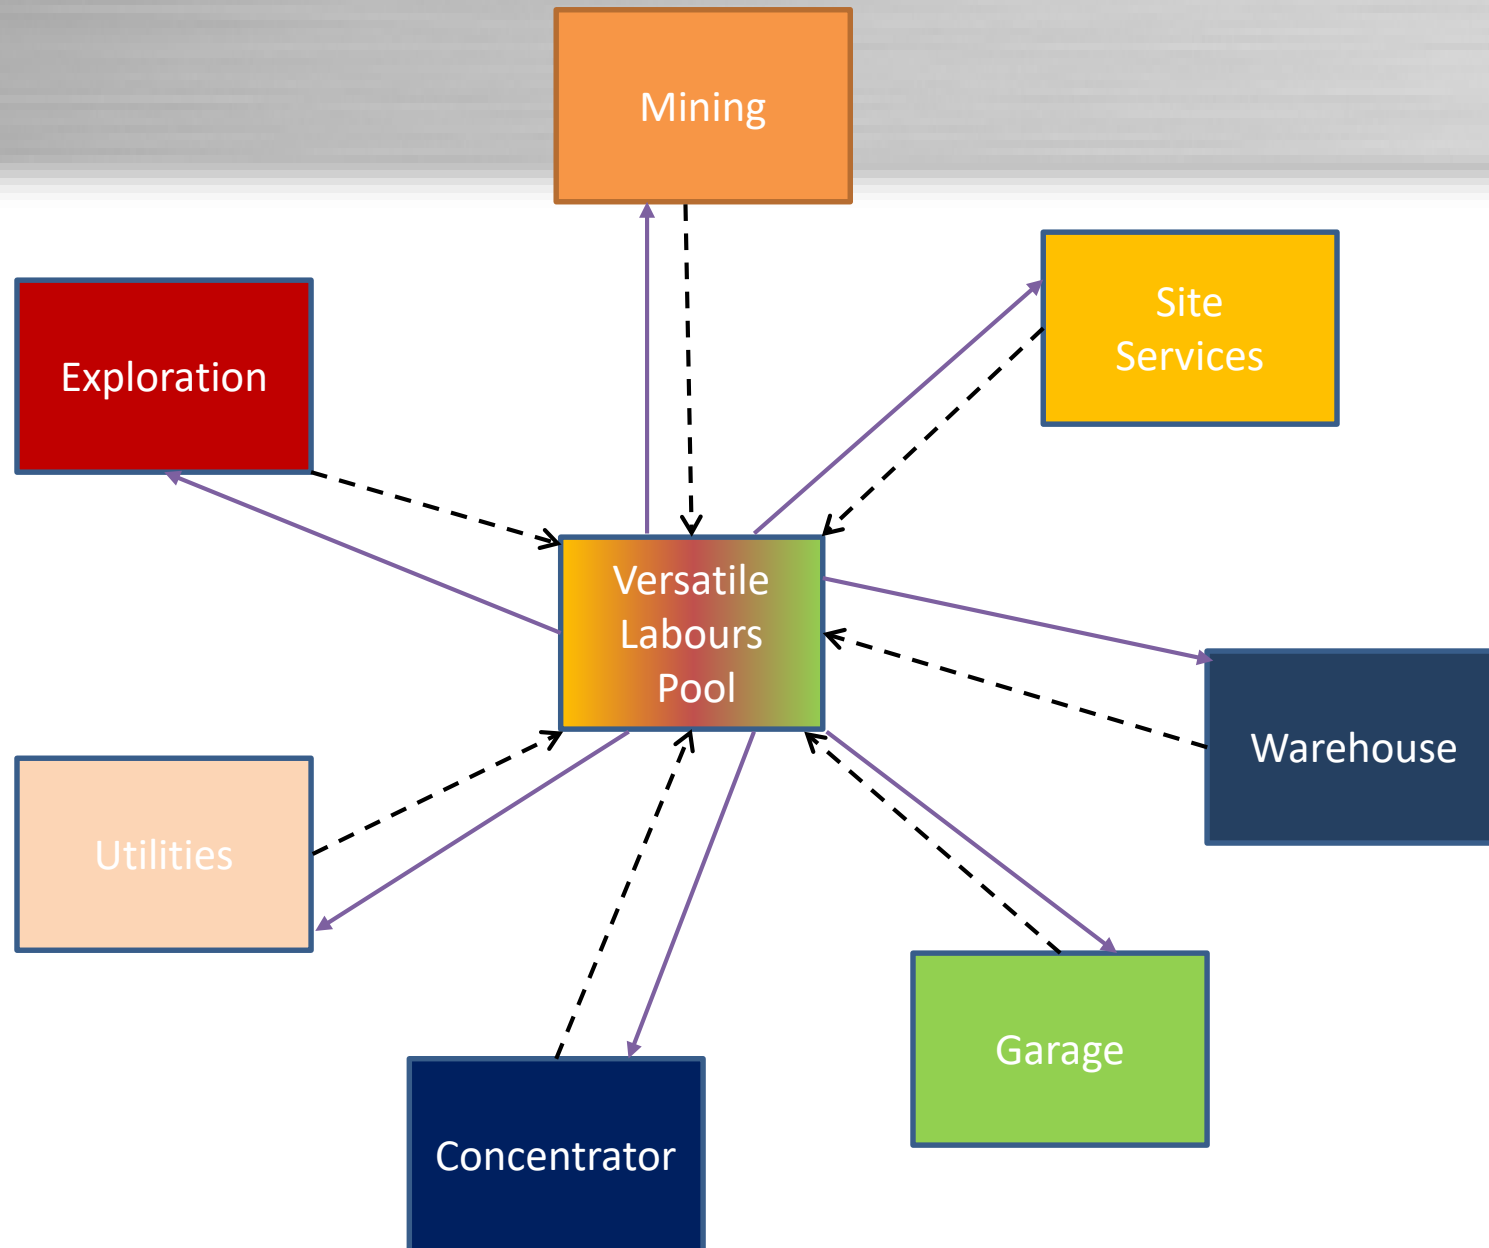 Mining
Site
Services
Exploration
Versatile
Labours
Pool
Warehouse
Utilities
Garage
Concentrator